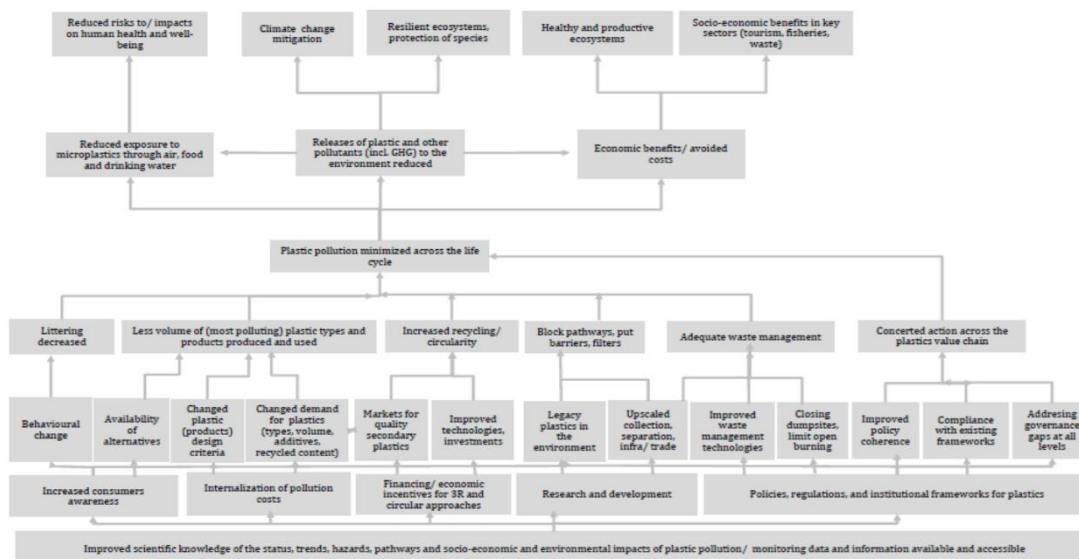 Reduced risks to/ impacts
on human health and well-
being
Climate change
mitigation
Resilient ecosystems,
protection of species
Healthy and productive
ecosystems
Socio-economic benefits in key
sectors (tourism, fisheries,
waste)
Reduced exposure to
microplastics through air, food
and drinking water
Releases of plastic and other
pollutants (incl. GHG) to the
environment reduced
Economic benefits/ avoided
costs
Plastic pollution minimized across the life
cycle
Littering
decreased
Less volume of (most polluting) plastic types and
products produced and used
Increased recycling/
circularity
Block pathways, put
barriers, filters
Adequate waste management
Concerted action across the
plastics value chain
Behavioural
change
Availability
of
alternatives
Changed
plastic
(products)
design
criteria
Changed demand
for plastics
(types, volume,
additives,
recycled content)
Markets for
quality
secondary
plastics
Improved
technologies,
investments
Legacy
plastics in
the
environment
Upscaled
collection,
separation,
infra/ trade
Improved
waste
management
technologies
Closing
dumpsites,
limit open
burning
Improved
policy
coherence
Compliance
with existing
frameworks
Addresing
governance
gaps at all
levels
Increased consumers
awareness
Internalization of pollution
costs
Financing/ economic
incentives for 3R and
circular approaches
Research and development
Policies, regulations, and institutional frameworks for plastics
Improved scientific knowledge of the status, trends, hazards, pathways and socio-economic and environmental impacts of plastic pollution/ monitoring data and information available and accessible